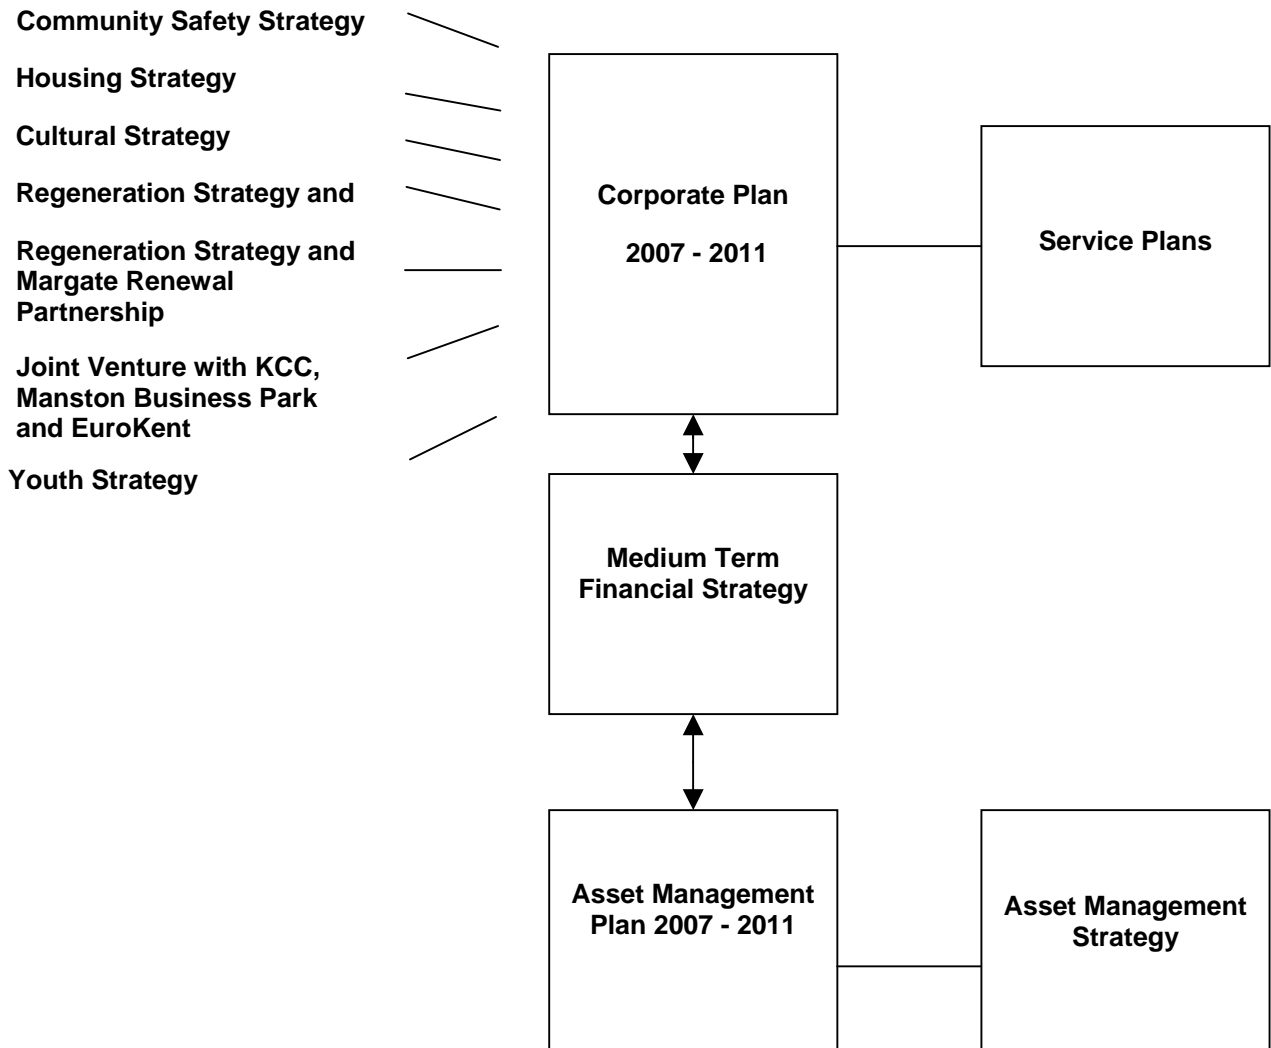 Community Safety Strategy
Housing Strategy
Cultural Strategy
Regeneration Strategy and
Regeneration Strategy and
Margate Renewal
Partnership
Joint Venture with KCC,
Manston Business Park
and EuroKent
Youth Strategy
Corporate Plan
2007 - 2011
Service Plans
Medium Term
Financial Strategy
Asset Management
Plan 2007 - 2011
Asset Management
Strategy